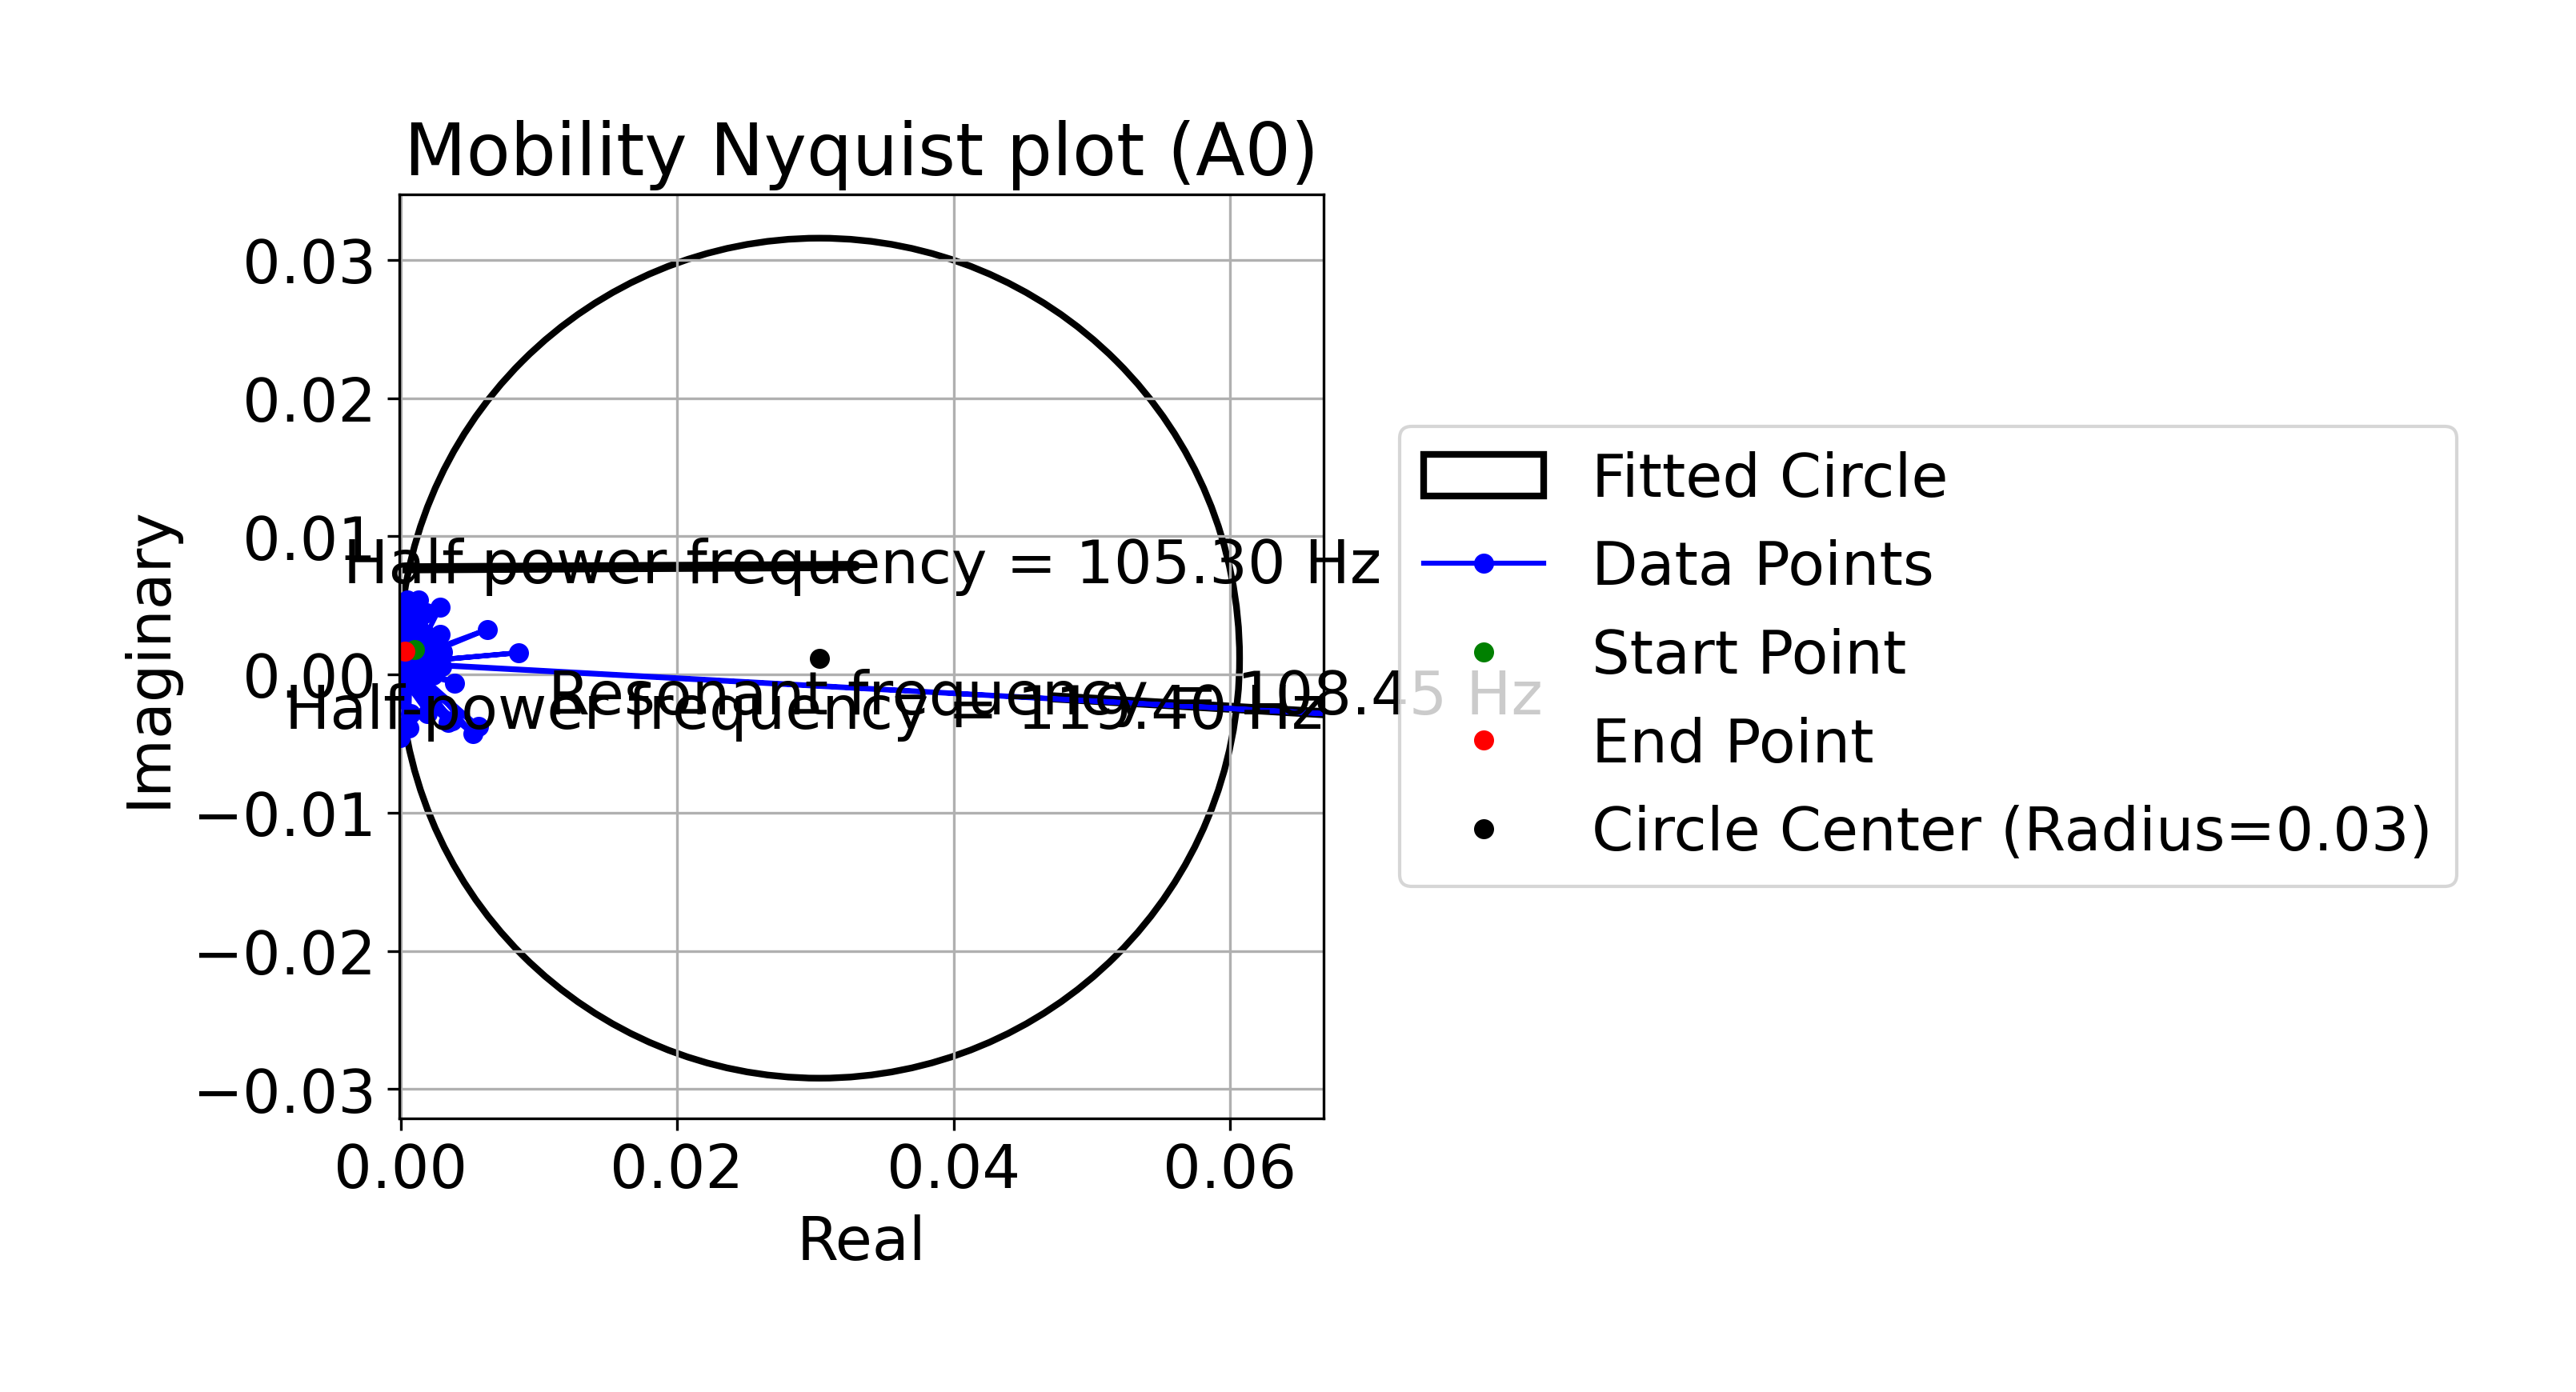 Mobility Nyquist plot (A0)
0.03
0.02
0.01
0.00
−0.01
−0.02
−0.03
Imaginary
Half power frequency = 105.30 Hz
Resonant frequency = 108.45 Hz
Half-power frequency = 119.40 Hz
0.00
0.02
0.04
0.06
Real
Fitted Circle
Data Points
Start Point
End Point
Circle Center (Radius=0.03)